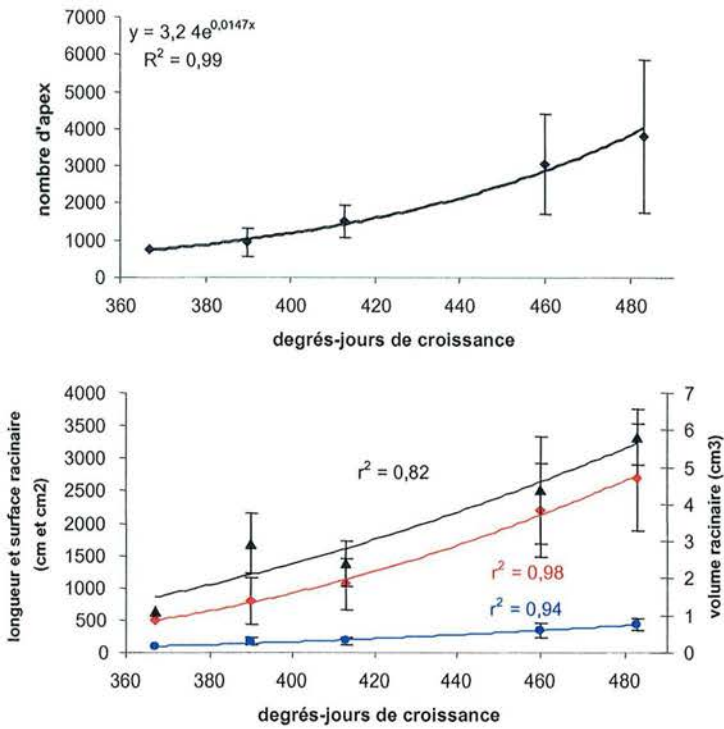 7000
6000
5000
4000
3000
2000
1000
0
y = 3,2 4e^0,0147x
R² = 0,99
nombre d'apex
360 380 400 420 440 460 480
degrés-jours de croissance
4000
3500
3000
2500
2000
1500
1000
500
0
longueur et surface racinaire
(cm et cm2)
r² = 0,82
r² = 0,98
r² = 0,94
7
6
5
4
3
2
1
0
volume racinaire (cm3)
360 380 400 420 440 460 480
degrés-jours de croissance